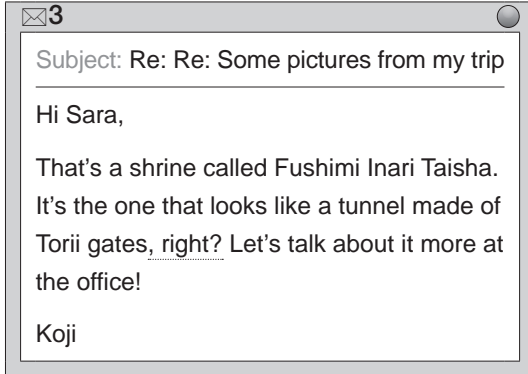 ✉3
Subject: Re: Re: Some pictures from my trip
Hi Sara,
That’s a shrine called Fushimi Inari Taisha.
It’s the one that looks like a tunnel made of
Torii gates, right? Let’s talk about it more at
the office!
Koji